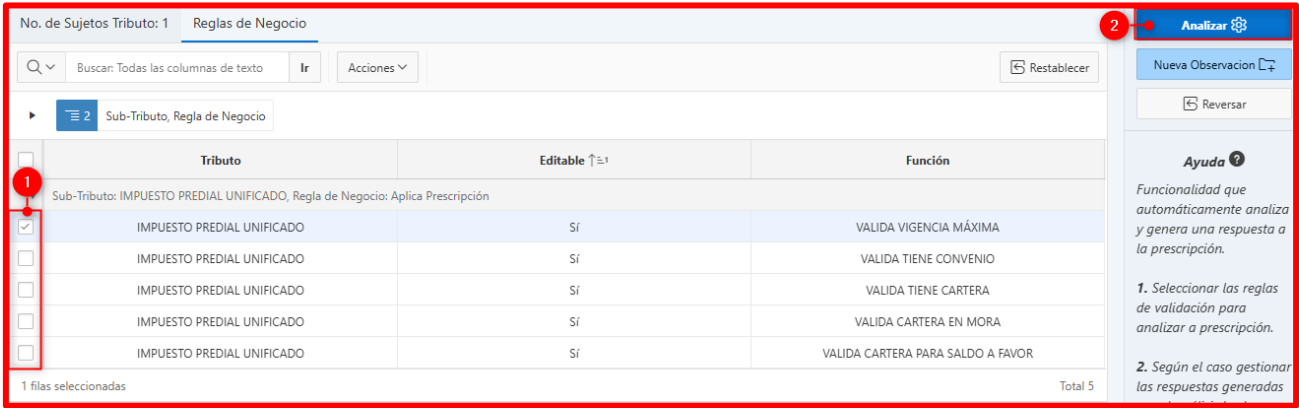 No. de Sujetos Tributo: 1 Reglas de Negocio
Buscar: Todas las columnas de texto Ir Acciones Restablecer
2 Sub-Tributo, Regla de Negocio
Tributo Editable 1 Función
1
Sub-Tributo: IMPUESTO PREDIAL UNIFICADO, Regla de Negocio: Aplica Prescripción
IMPUESTO PREDIAL UNIFICADO Sí VALIDA VIGENCIA MÁXIMA
IMPUESTO PREDIAL UNIFICADO Sí VALIDA TIENE CONVENIO
IMPUESTO PREDIAL UNIFICADO Sí VALIDA TIENE CARTERA
IMPUESTO PREDIAL UNIFICADO Sí VALIDA CARTERA EN MORA
IMPUESTO PREDIAL UNIFICADO Sí VALIDA CARTERA PARA SALDO A FAVOR
1 filas seleccionadas Total 5
2 Analizar
Nueva Observacion
Reversar
Ayuda ?
Funcionalidad que
automáticamente analiza
y genera una respuesta a
la prescripción.
1. Seleccionar las reglas
de validación para
analizar a prescripción.
2. Según el caso gestionar
las respuestas generadas